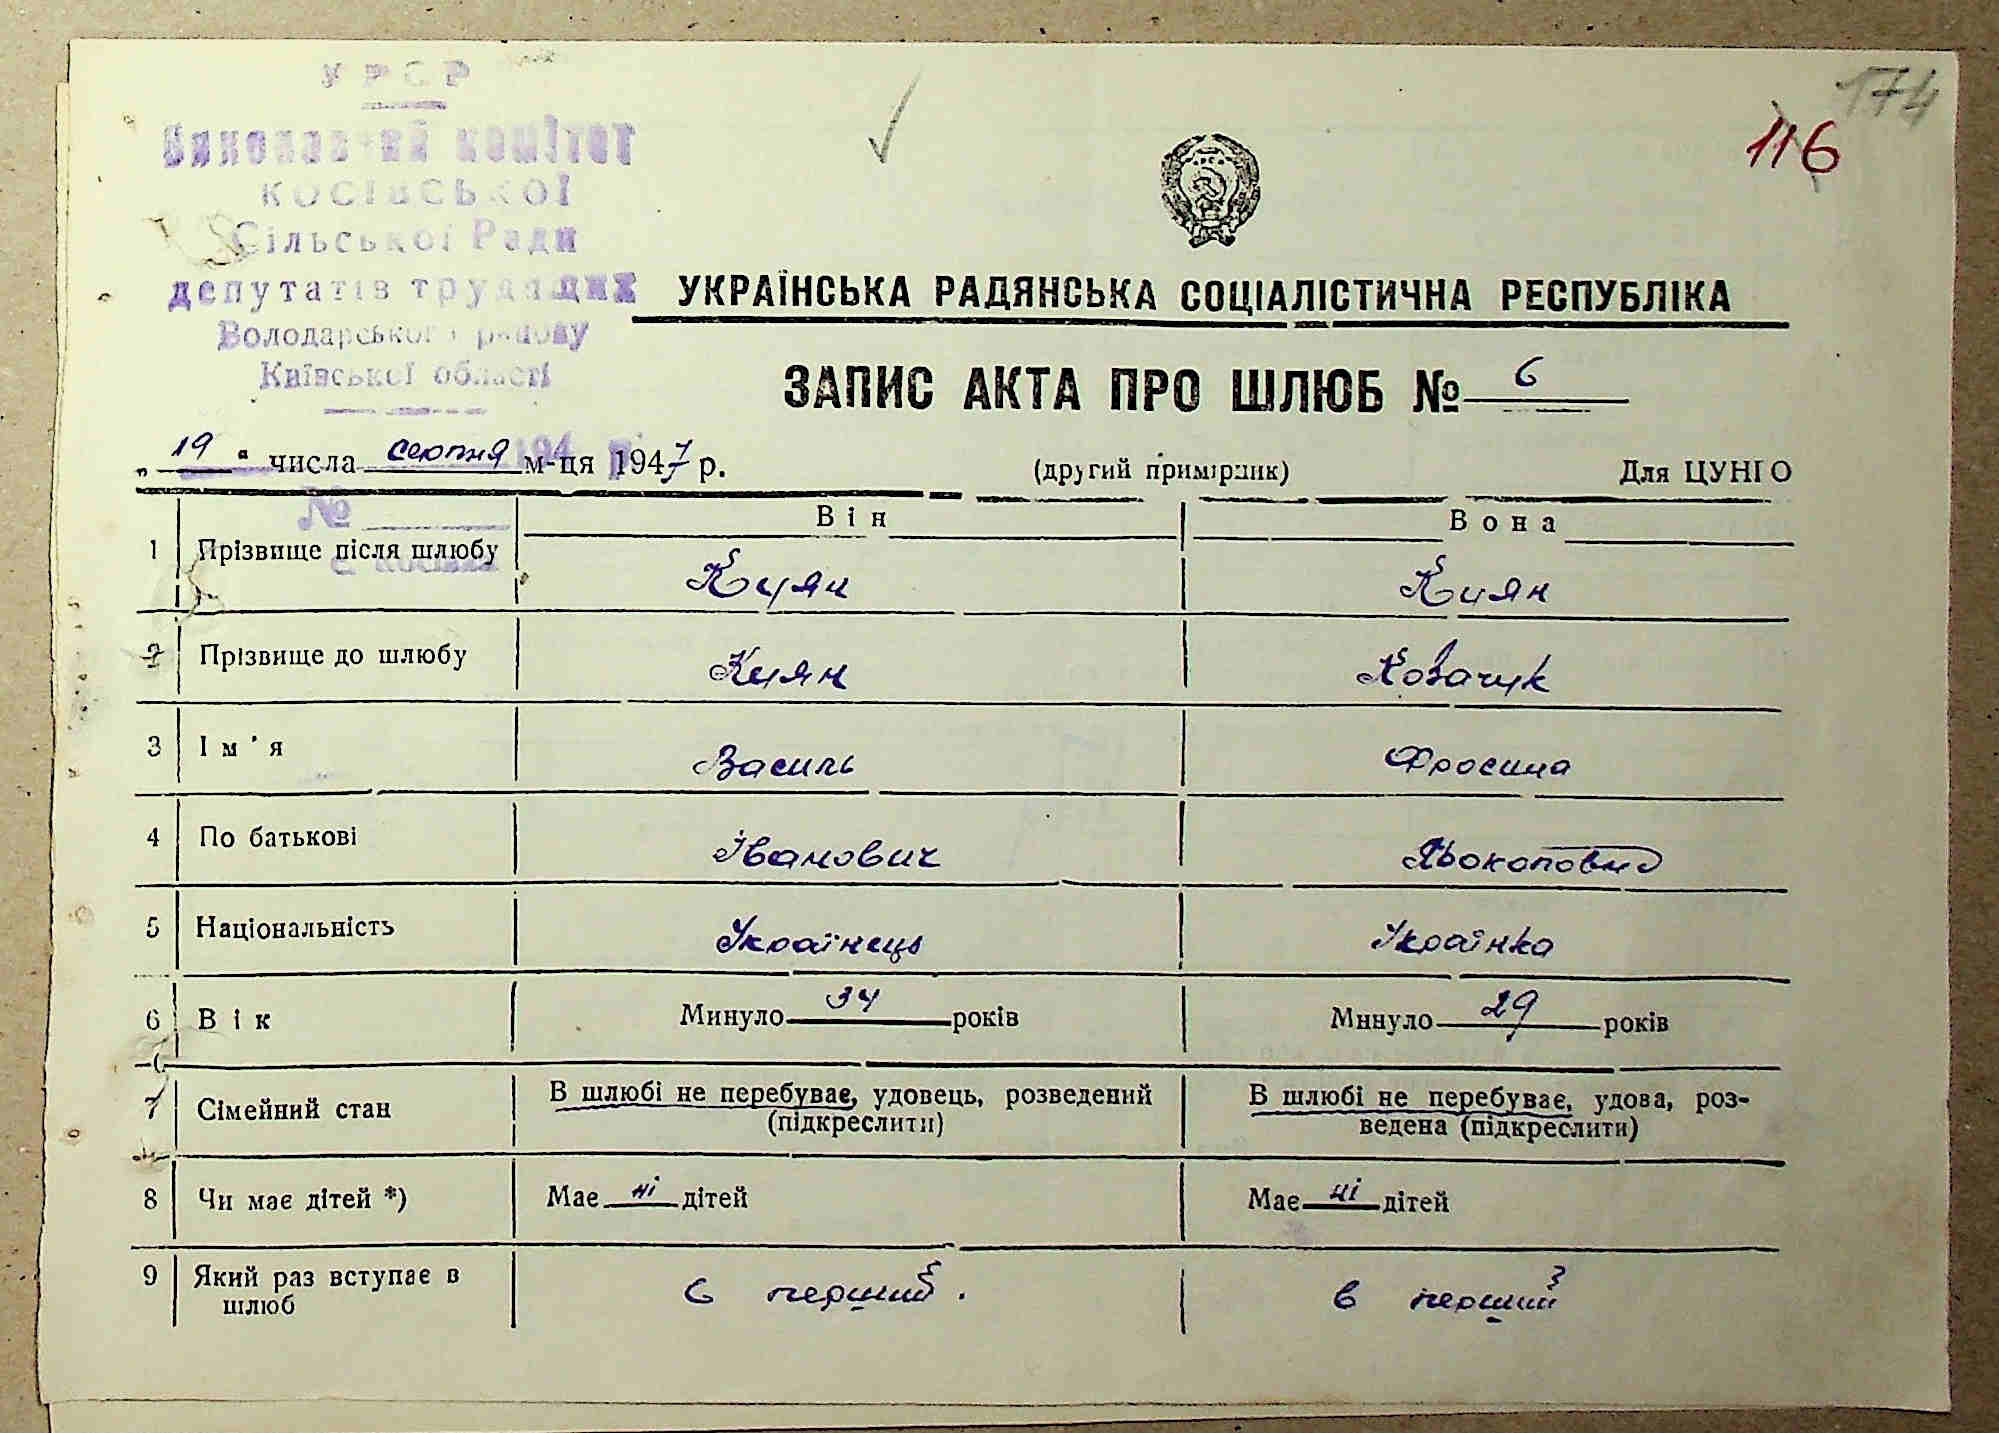 174
116
УРСР
Виконавчий комітет
КОСІВСЬКОЇ
Сільської Ради
депутатів трудящих
Володарського району
Київської області
УКРАЇНСЬКА РАДЯНСЬКА СОЦІАЛІСТИЧНА РЕСПУБЛІКА
ЗАПИС АКТА ПРО ШЛЮБ № 6
„ 19 " числа серпня м-ця 1947 р.
(другий примірник) Для ЦУНГО
№
Він Вона
1 Прізвище після шлюбу Киян Киян
2 Прізвище до шлюбу Киян Ковачук
3 Ім'я Василь Фросина
4 По батькові Іванович
5 Національність Українець Українка
6 Вік Минуло 34 років Минуло 29 років
7 Сімейний стан В шлюбі не перебуває, удовець, розведений (підкреслити) В шлюбі не перебуває, удова, роз-
ведена (підкреслити)
8 Чи має дітей *) Має ні дітей Має ні дітей
9 Який раз вступає в
шлюб в перший. в перший